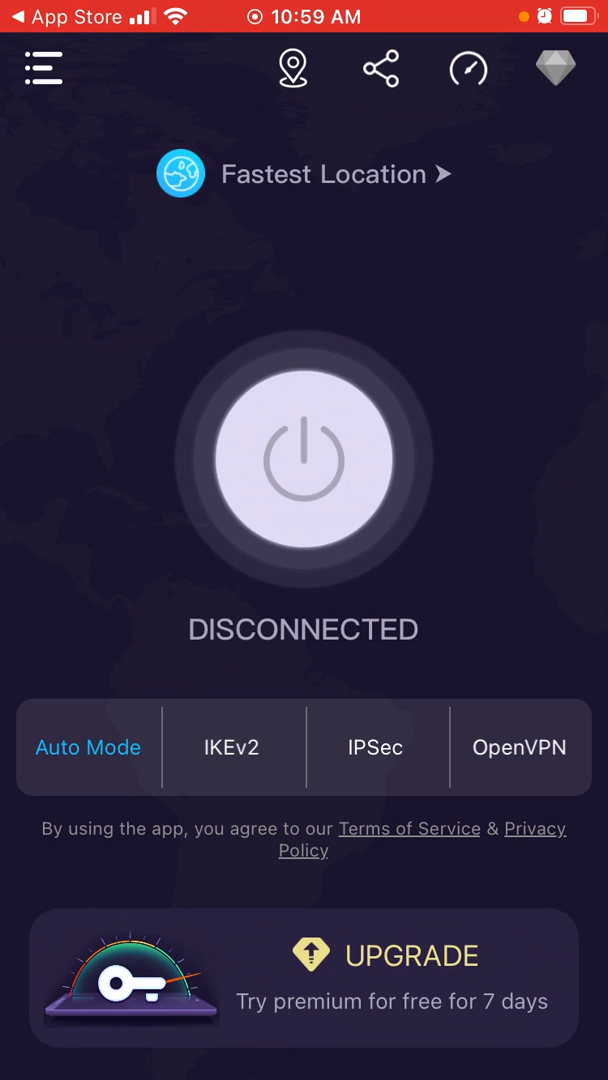 App Store 10:59 AM
Fastest Location
DISCONNECTED
Auto Mode IKEv2 IPSec OpenVPN
By using the app, you agree to our Terms of Service & Privacy
Policy
UPGRADE
Try premium for free for 7 days